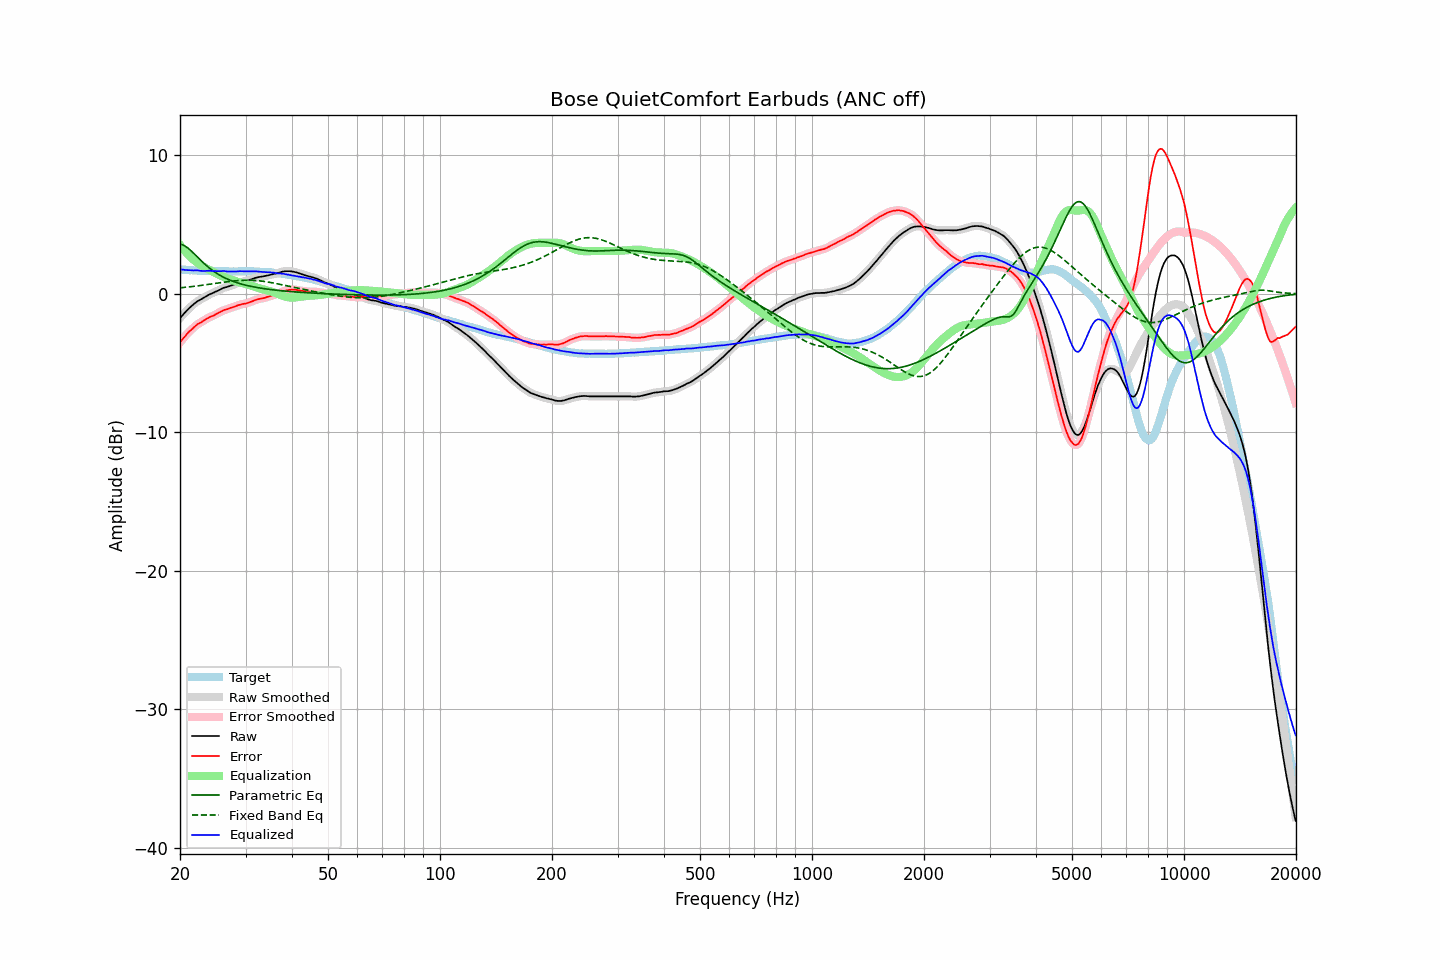 Bose QuietComfort Earbuds (ANC off)
10
0
−10
−20
−30
−40
Amplitude (dBr)
Target
Raw Smoothed
Error Smoothed
Raw
Error
Equalization
Parametric Eq
Fixed Band Eq
Equalized
20
50
100
200
500
1000
2000
5000
10000
20000
Frequency (Hz)